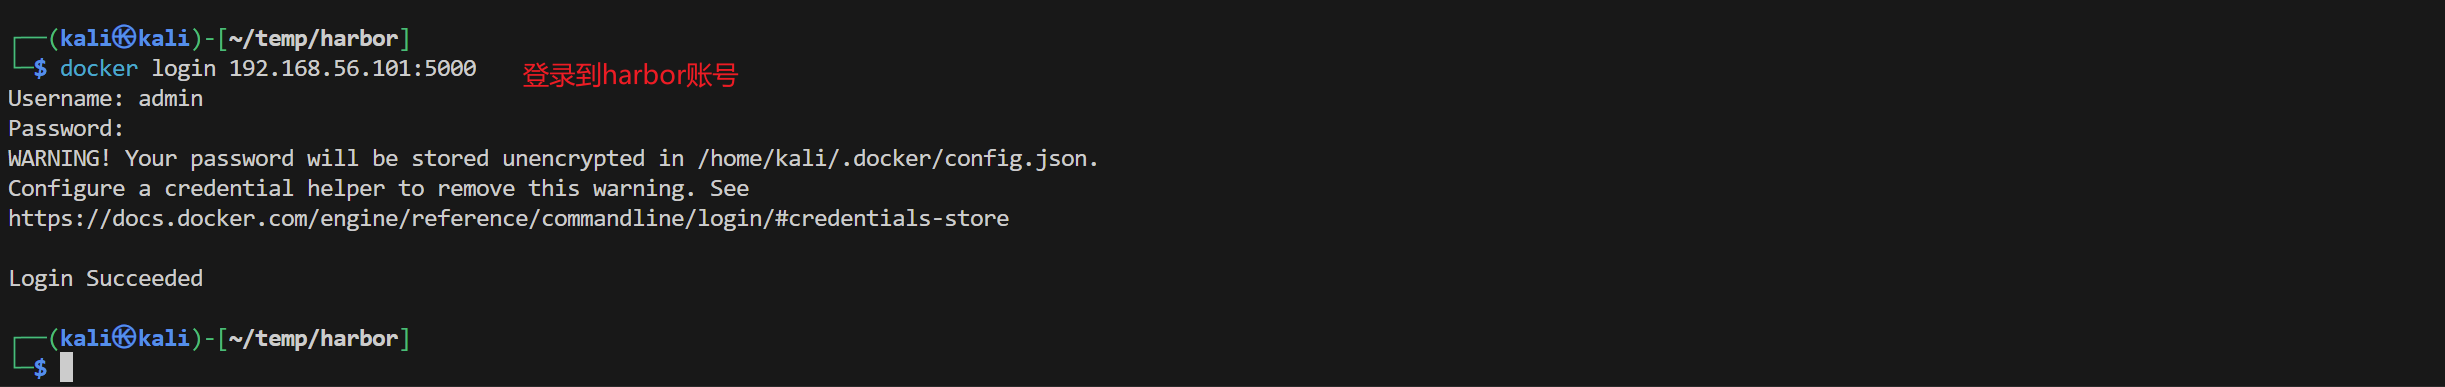 ┌──(kali㉿kali)-[~/temp/harbor]
└─$ docker login 192.168.56.101:5000 登录到harbor账号
Username: admin
Password:
WARNING! Your password will be stored unencrypted in /home/kali/.docker/config.json.
Configure a credential helper to remove this warning. See
https://docs.docker.com/engine/reference/commandline/login/#credentials-store
Login Succeeded
┌──(kali㉿kali)-[~/temp/harbor]
└─$